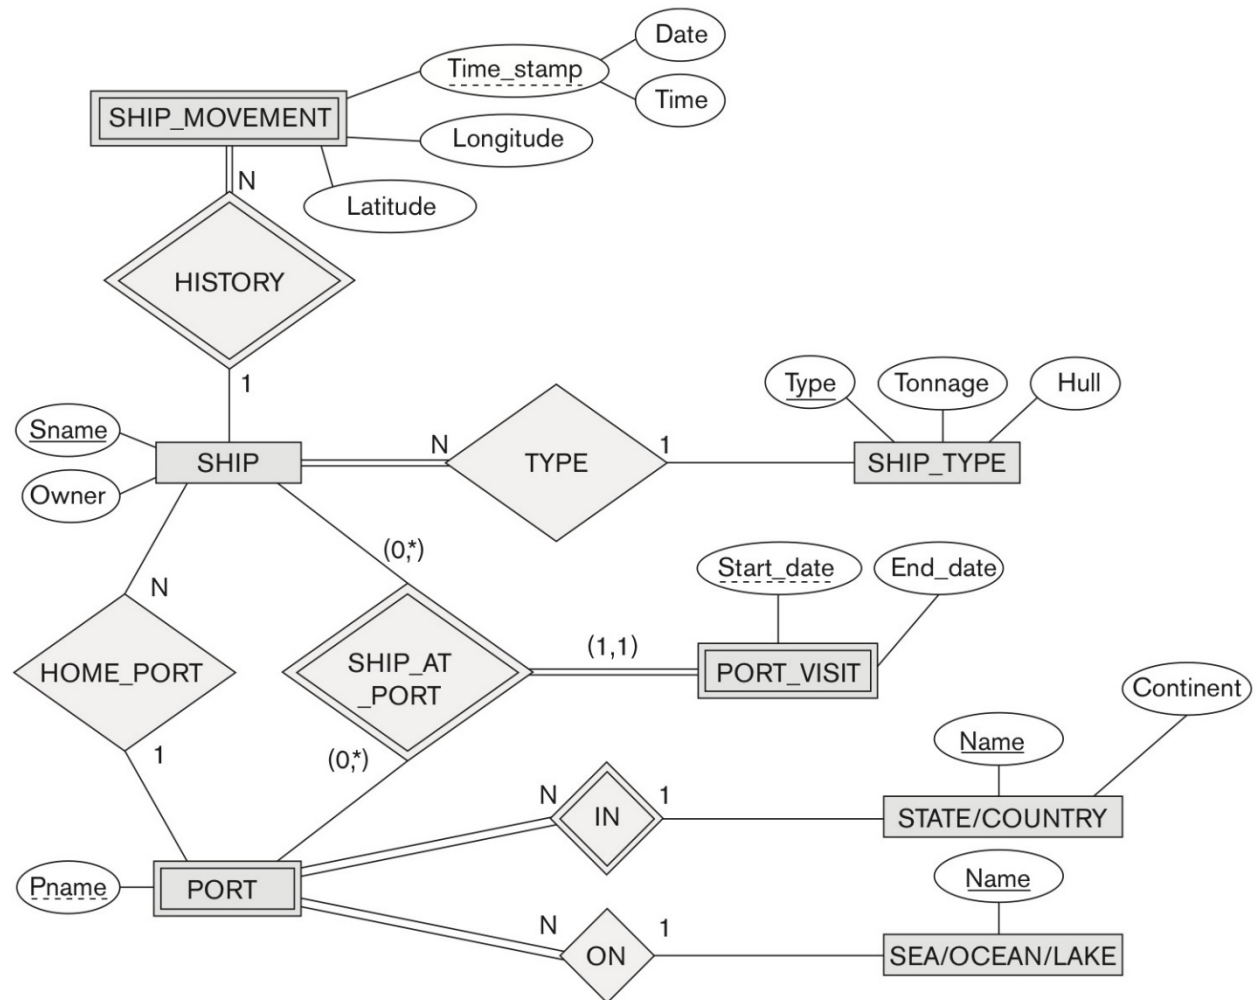 Date
Time_stamp
Time
SHIP_MOVEMENT
Longitude
N
Latitude
HISTORY
1
Type
Tonnage
Hull
Sname
N
1
SHIP
TYPE
SHIP_TYPE
Owner
(0,*)
Start_date
End_date
N
(1,1)
HOME_PORT
SHIP_AT
_PORT
PORT_VISIT
Continent
1
(0,*)
Name
N
1
IN
STATE/COUNTRY
Pname
PORT
Name
N
1
ON
SEA/OCEAN/LAKE